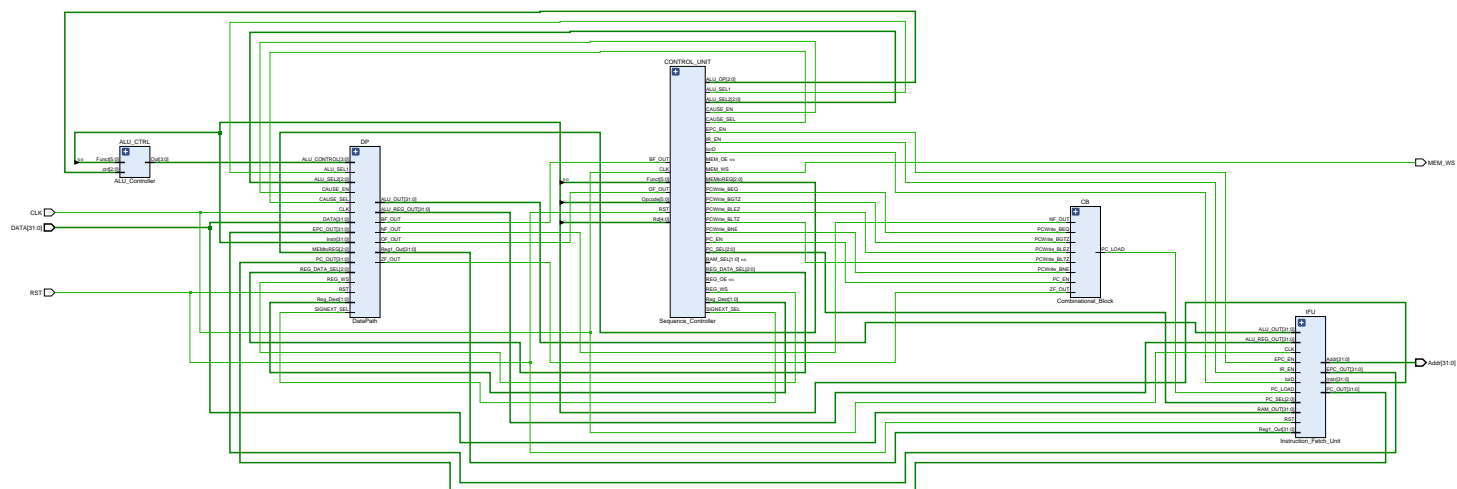 CLK
DATA[31:0]
RST
ALU_CTRL
0:0
Funct[5:0]
ctrl[2:0]
Out[3:0]
ALU_Controller
DP
ALU_CONTROL[3:0]
ALU_SEL1
ALU_SEL2[2:0]
CAUSE_EN
CAUSE_SEL
CLK
DATA[31:0]
EPC_OUT[31:0]
Instr[31:0]
MEMtoREG[2:0]
PC_OUT[31:0]
REG_DATA_SEL[2:0]
REG_WS
RST
Reg_Dest[1:0]
SIGNEXT_SEL
ALU_OUT[31:0]
ALU_REG_OUT[31:0]
BF_OUT
NF_OUT
OF_OUT
Reg1_Out[31:0]
ZF_OUT
DataPath
CONTROL_UNIT
BF_OUT
CLK
5:0
Funct[5:0]
OF_OUT
Opcode[5:0]
RST
Rd[4:0]
ALU_OP[2:0]
ALU_SEL1
ALU_SEL2[2:0]
CAUSE_EN
CAUSE_SEL
EPC_EN
IR_EN
IorD
MEM_OE n/c
MEM_WS
MEMtoREG[2:0]
PCWrite_BEQ
PCWrite_BGTZ
PCWrite_BLEZ
PCWrite_BLTZ
PCWrite_BNE
PC_EN
PC_SEL[2:0]
RAM_SEL[1:0] n/c
REG_DATA_SEL[2:0]
REG_OE n/c
REG_WS
Reg_Dest[1:0]
SIGNEXT_SEL
Sequence_Controller
CB
NF_OUT
PCWrite_BEQ
PCWrite_BGTZ
PCWrite_BLEZ
PCWrite_BLTZ
PCWrite_BNE
PC_EN
ZF_OUT
PC_LOAD
Combinational_Block
IFU
ALU_OUT[31:0]
ALU_REG_OUT[31:0]
CLK
EPC_EN
IR_EN
IorD
PC_LOAD
PC_SEL[2:0]
RAM_OUT[31:0]
RST
Reg1_Out[31:0]
Addr[31:0]
EPC_OUT[31:0]
Instr[31:0]
PC_OUT[31:0]
Instruction_Fetch_Unit
MEM_WS
Addr[31:0]